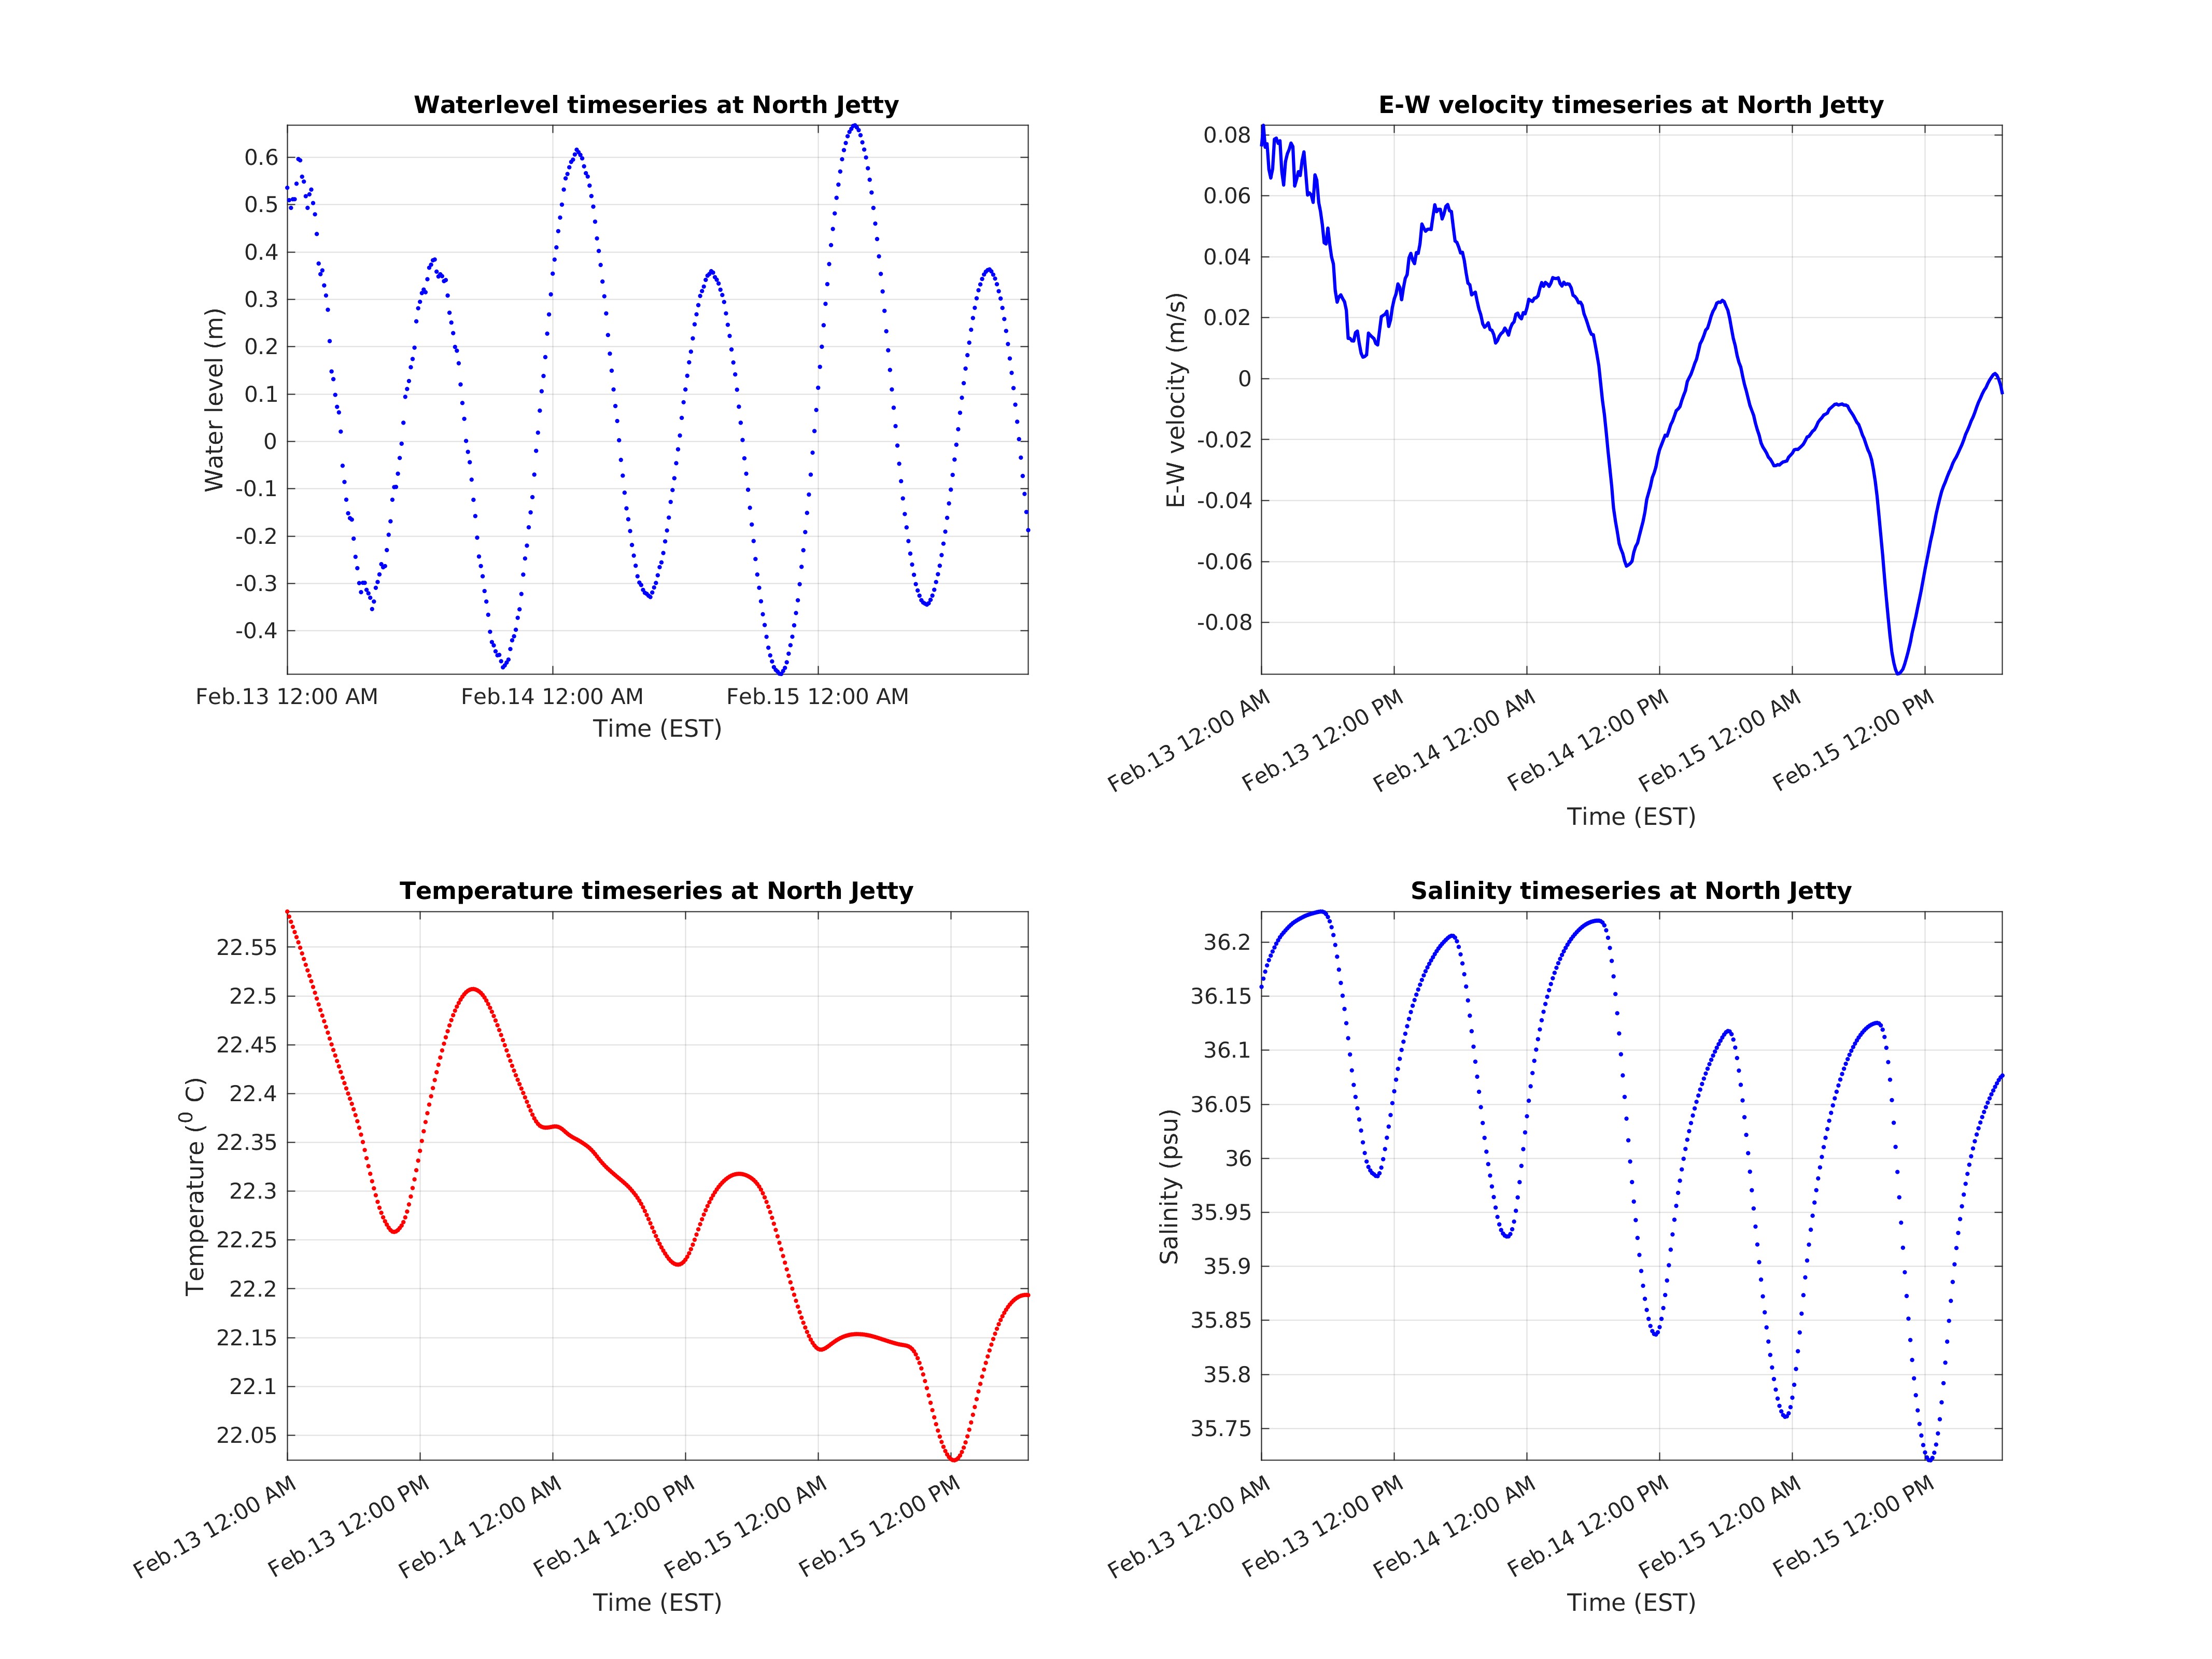 Waterlevel timeseries at North Jetty
0.6
0.5
0.4
0.3
0.2
0.1
0
-0.1
-0.2
-0.3
-0.4
Water level (m)
Feb.13 12:00 AM
Feb.14 12:00 AM
Feb.15 12:00 AM
Time (EST)
E-W velocity timeseries at North Jetty
0.08
0.06
0.04
0.02
0
-0.02
-0.04
-0.06
-0.08
E-W velocity (m/s)
Feb.13 12:00 AM
Feb.13 12:00 PM
Feb.14 12:00 AM
Feb.14 12:00 PM
Feb.15 12:00 AM
Feb.15 12:00 PM
Time (EST)
Temperature timeseries at North Jetty
22.55
22.5
22.45
22.4
22.35
22.3
22.25
22.2
22.15
22.1
22.05
Temperature (⁰ C)
Feb.13 12:00 AM
Feb.13 12:00 PM
Feb.14 12:00 AM
Feb.14 12:00 PM
Feb.15 12:00 AM
Feb.15 12:00 PM
Time (EST)
Salinity timeseries at North Jetty
36.2
36.15
36.1
36.05
36
35.95
35.9
35.85
35.8
35.75
Salinity (psu)
Feb.13 12:00 AM
Feb.13 12:00 PM
Feb.14 12:00 AM
Feb.14 12:00 PM
Feb.15 12:00 AM
Feb.15 12:00 PM
Time (EST)